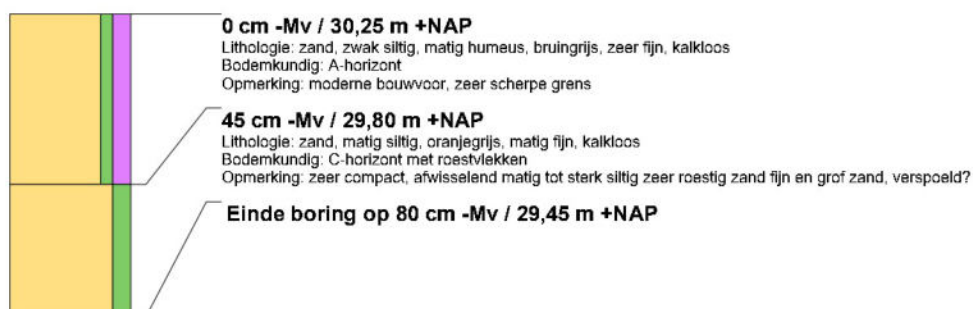 0 cm -Mv / 30,25 m +NAP
Lithologie: zand, zwak siltig, matig humeus, bruingrijs, zeer fijn, kalkloos
Bodemkundig: A-horizont
Opmerking: moderne bouwvoor, zeer scherpe grens
45 cm -Mv / 29,80 m +NAP
Lithologie: zand, matig siltig, oranjegrijs, matig fijn, kalkloos
Bodemkundig: C-horizont met roestvlekken
Opmerking: zeer compact, afwisselend matig tot sterk siltig zeer roestig zand fijn en grof zand, verspoeld?
Einde boring op 80 cm -Mv / 29,45 m +NAP